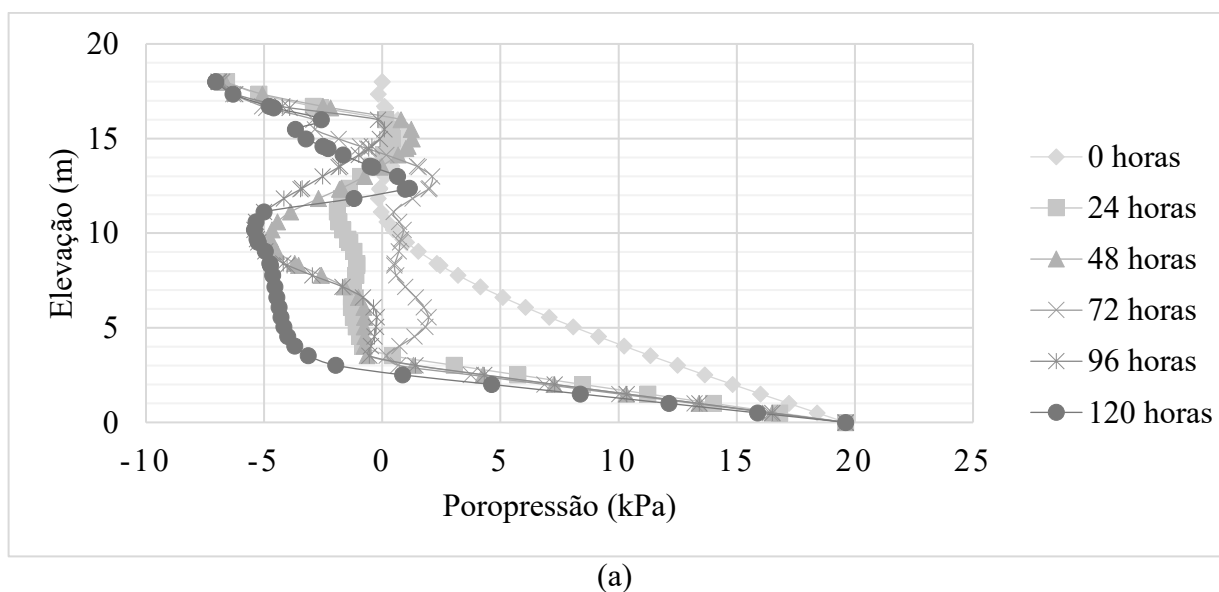 20
15
10
5
0
Elevação (m)
-10 -5 0 5 10 15 20 25
Poropressão (kPa)
0 horas
24 horas
48 horas
72 horas
96 horas
120 horas
(a)